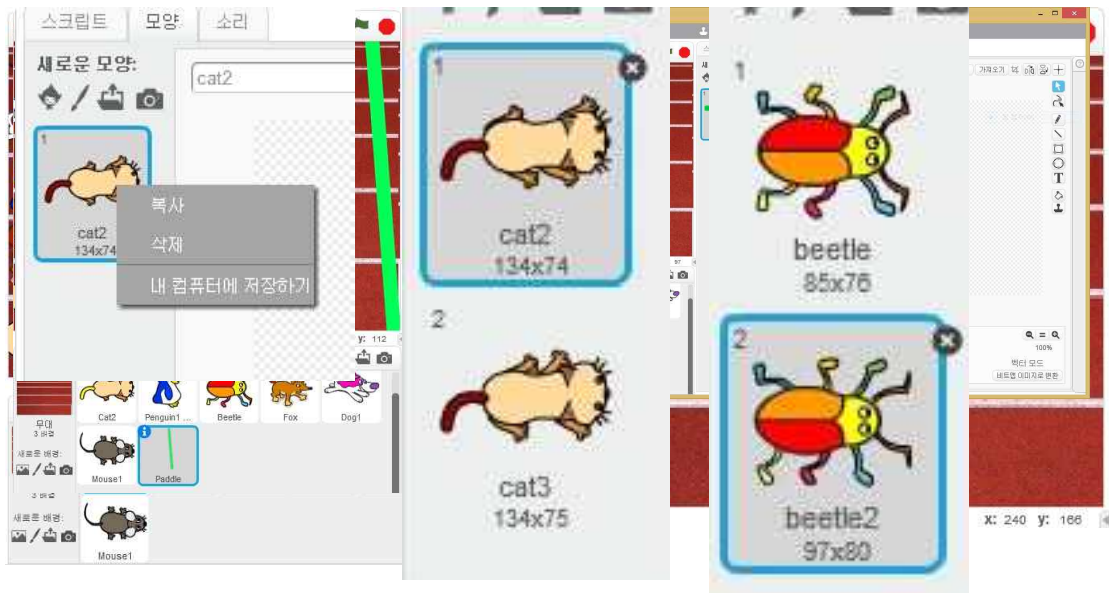 스크립트 모양 소리
새로운 모양:
cat2
1
cat2
134x74
복사
삭제
내 컴퓨터에 저장하기
y: 112
무대
3 배경
새로운 배경:
Cat2 Penguin1 ... Beetle Fox Dog1
Mouse1 Paddle
3 배경
새로운 배경:
Mouse1
1
cat2
134x74
2
cat3
134x75
1
beetle
85x76
2
beetle2
97x80
가져오기
T
100%
벡터 모드
비트맵 이미지로 변환
x: 240 y: 166